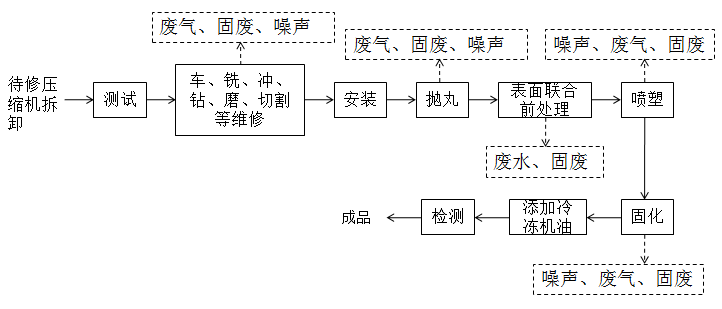 废气、固废、噪声
废气、固废、噪声
噪声、废气、固废
待修压
缩机拆
卸
测试
车、铣、冲、
钻、磨、切割
等维修
安装
抛丸
表面联合
前处理
喷塑
废水、固废
成品
检测
添加冷
冻机油
固化
噪声、废气、固废